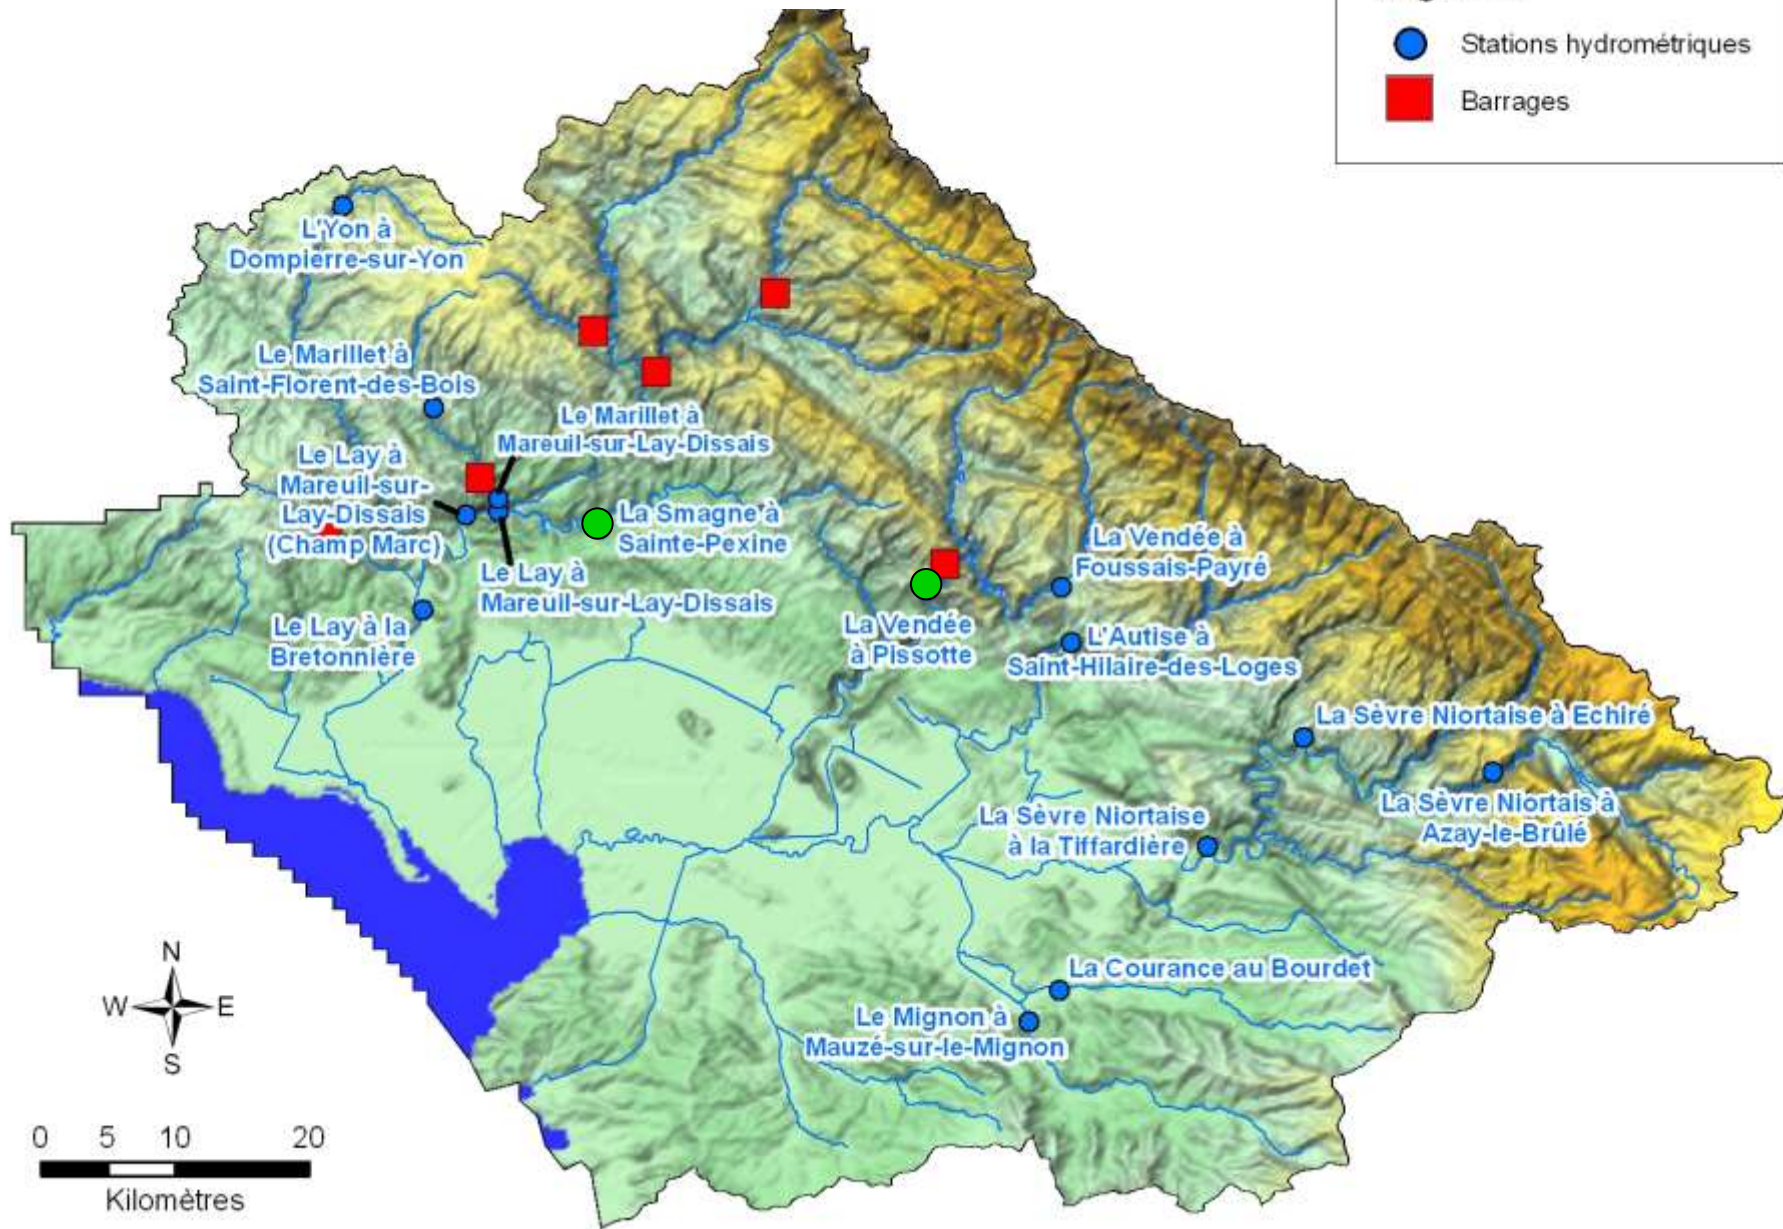 Stations hydrométriques
Barrages
L'Yon à
Dompierre-sur-Yon
Le Marillet à
Saint-Florent-des-Bois
Le Marillet à
Mareuil-sur-Lay-Dissais
Le Lay à
Mareuil-sur-
Lay-Dissais
(Champ Marc)
La Smagne à
Sainte-Pexine
Le Lay à
Mareuil-sur-Lay-Dissais
La Vendée à
Foussais-Payré
Le Lay à la
Bretonnière
La Vendée
à Pissotte
L'Autise à
Saint-Hilaire-des-Loges
La Sèvre Niortaise à Echiré
La Sèvre Niortais à
Azay-le-Brûlé
La Sèvre Niortaise
à la Tiffardière
La Courance au Bourdet
Le Mignon à
Mauzé-sur-le-Mignon
N
W E
S
0 5 10 20
Kilomètres